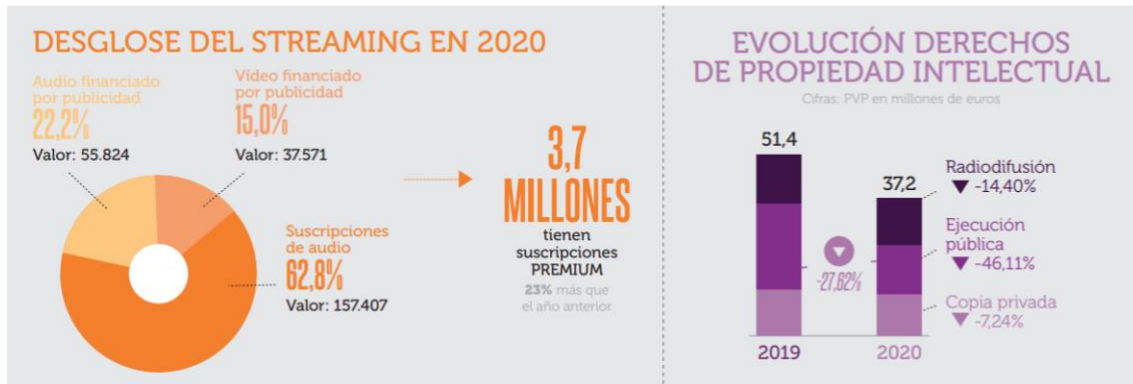 DESGLOSE DEL STREAMING EN 2020
Audio financiado
por publicidad
22,2%
Valor: 55.824
Vídeo financiado
por publicidad
15,0%
Valor: 37.571
Suscripciones
de audio
62,8%
Valor: 157.407
3,7
MILLONES
tienen
suscripciones
PREMIUM
23% más que
el año anterior
EVOLUCIÓN DERECHOS
DE PROPIEDAD INTELECTUAL
Cifras: PVP en millones de euros
51,4
37,2
-27,62%
Radiodifusión
▼ -14,40%
Ejecución
pública
▼ -46,11%
Copia privada
▼ -7,24%
2019
2020